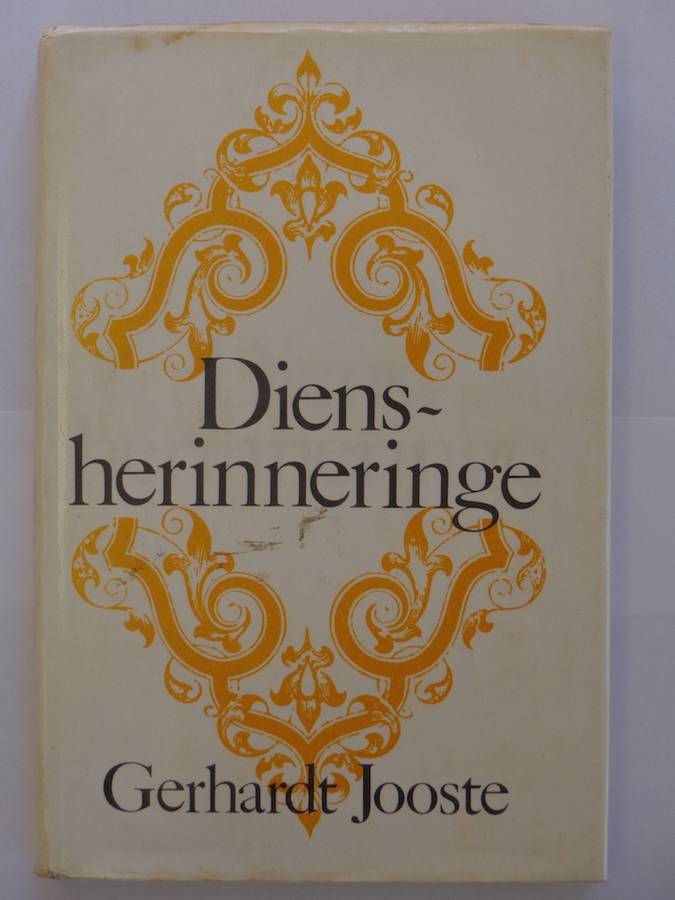 Diens~
herinneringe
Gerhardt Jooste